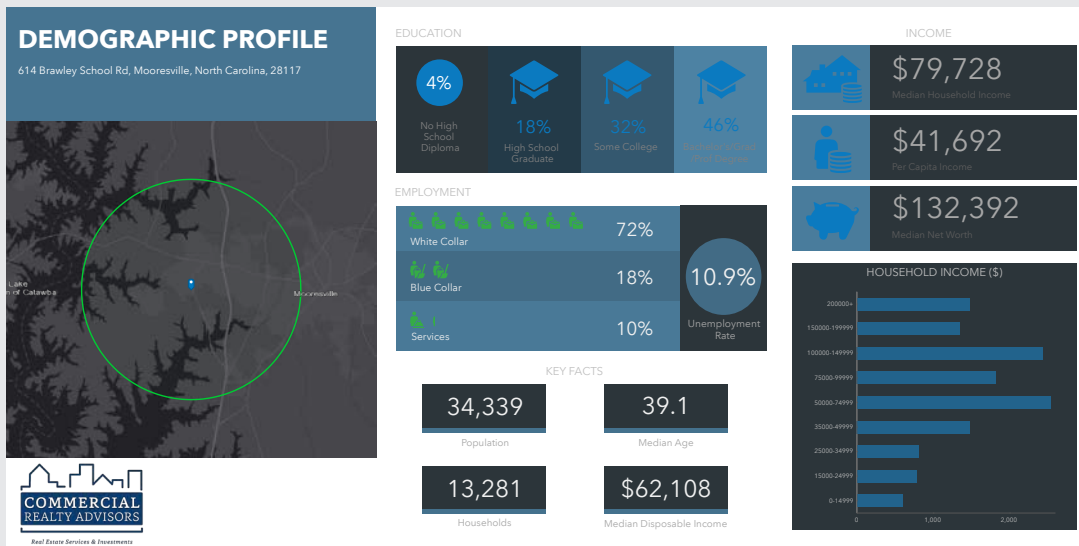 DEMOGRAPHIC PROFILE
614 Brawley School Rd, Mooresville, North Carolina, 28117
Lake
n of Catawba
Mooresville
COMMERCIAL
REALTY ADVISORS
Real Estate Services & Investments
EDUCATION
4%
No High
School
Diploma
18%
High School
Graduate
32%
Some College
46%
EMPLOYMENT
White Collar
72%
Blue Collar
18%
Services
10%
10.9%
Unemployment
Rate
KEY FACTS
34,339
Population
39.1
Median Age
13,281
Households
$62,108
Median Disposable Income
INCOME
$79,728
Median Household Income
$41,692
Per Capita Income
$132,392
Median Net Worth
HOUSEHOLD INCOME ($)
200000+
150000-199999
100000-149999
75000-99999
50000-74999
35000-49999
25000-34999
15000-24999
0-14999
0
1,000
2,000